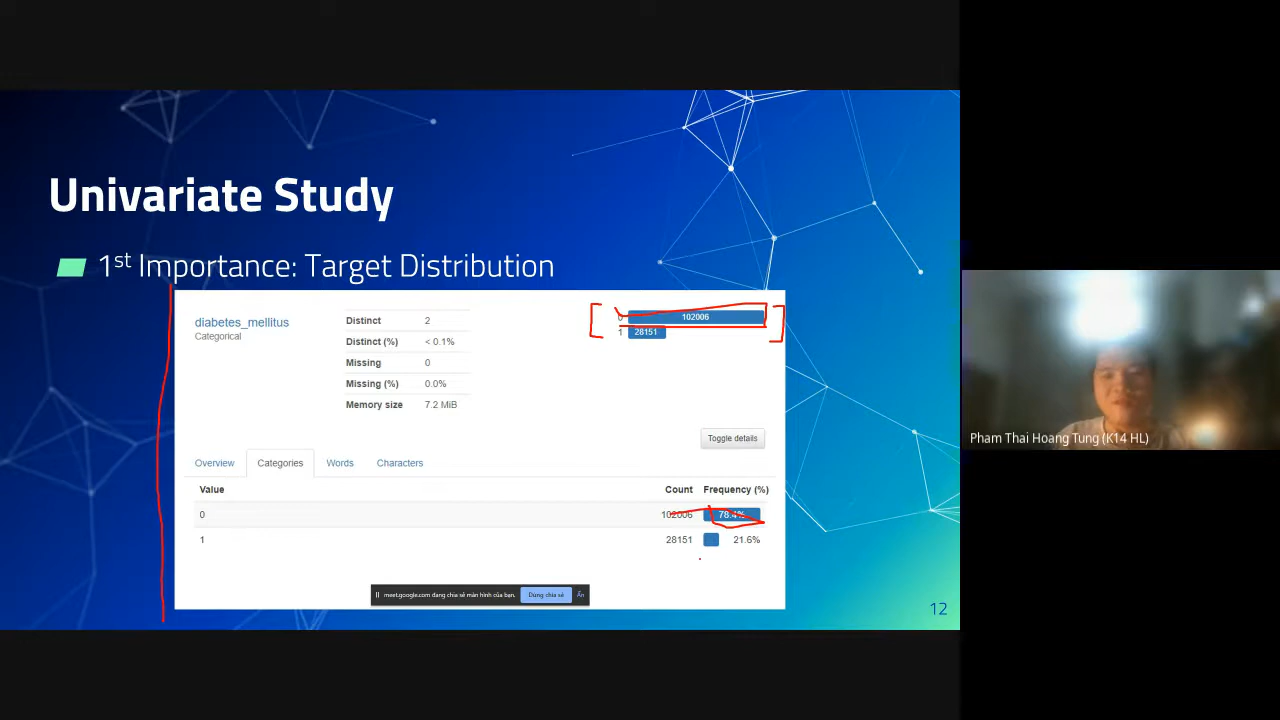 Univariate Study
1st Importance: Target Distribution
diabetes_mellitus
Categorical
Distinct 2
Distinct (%) < 0.1%
Missing 0
Missing (%) 0.0%
Memory size 7.2 MiB
0 102006
1 28151
Toggle details
Overview Categories Words Characters
Value Count Frequency (%)
0 102006 78.4%
1 28151 21.6%
meet.google.com đang chia sẻ màn hình của bạn. Dừng chia sẻ Ẩn
12
Pham Thai Hoang Tung (K14 HL)